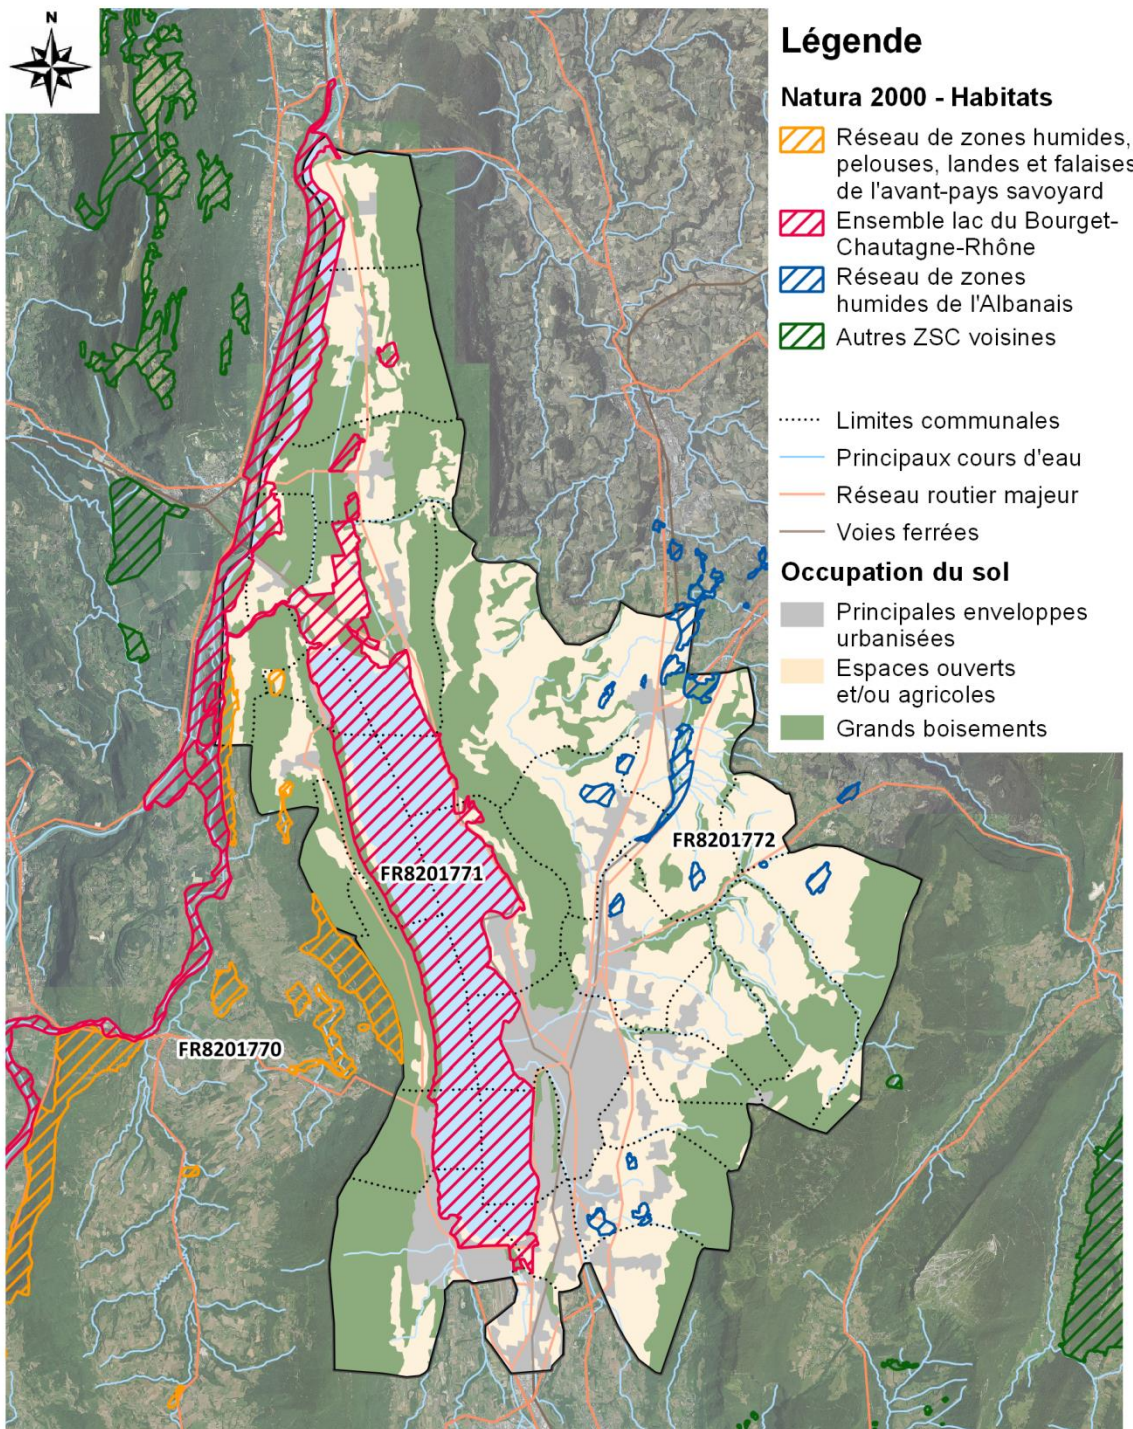 N
Légende
Natura 2000 - Habitats
Réseau de zones humides,
pelouses, landes et falaises
de l'avant-pays savoyard
Ensemble lac du Bourget-
Chautagne-Rhône
Réseau de zones
humides de l'Albanais
Autres ZSC voisines
Limites communales
Principaux cours d'eau
Réseau routier majeur
Voies ferrées
Occupation du sol
Principales enveloppes
urbanisées
Espaces ouverts
et/ou agricoles
Grands boisements
FR8201772
FR8201771
FR8201770